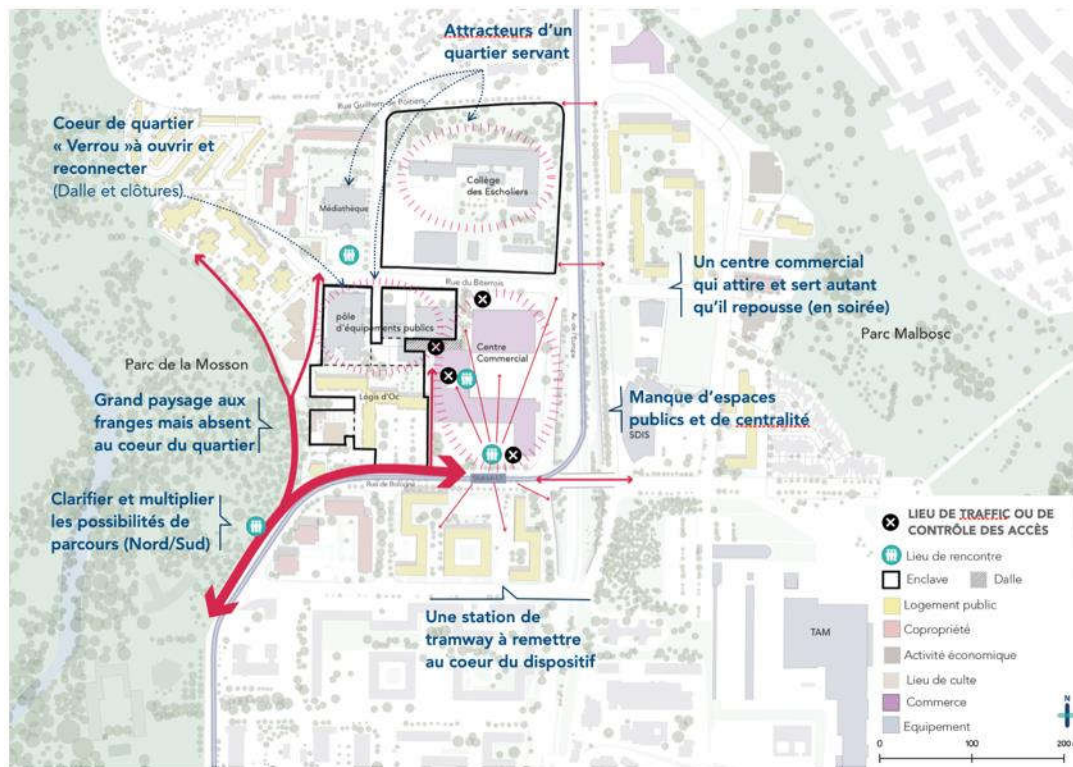 Attracteurs d'un
quartier servant
Rue Guilhem de Poitiers
Coeur de quartier
« Verrou »à ouvrir et
reconnecter
(Dalle et clôtures)
Collège
des Escholiers
Médiathèque
Un centre commercial
qui attire et sert autant
qu'il repousse (en soirée)
Rue du Biterrois
pôle
d'équipements publics
Centre
Commercial
Av de l'Europe
Parc Malbosc
Parc de la Mosson
Grand paysage aux
franges mais absent
au coeur du quartier
Logis d'Oc
Manque d'espaces
publics et de centralité
SDIS
Rue de Bologne
Clarifier et multiplier
les possibilités de
parcours (Nord/Sud)
Une station de
tramway à remettre
au coeur du dispositif
TAM
LIEU DE TRAFFIC OU DE
CONTRÔLE DES ACCÈS
Lieu de rencontre
Enclave
Dalle
Logement public
Copropriété
Activité économique
Lieu de culte
Commerce
Equipement
N
0 100 200